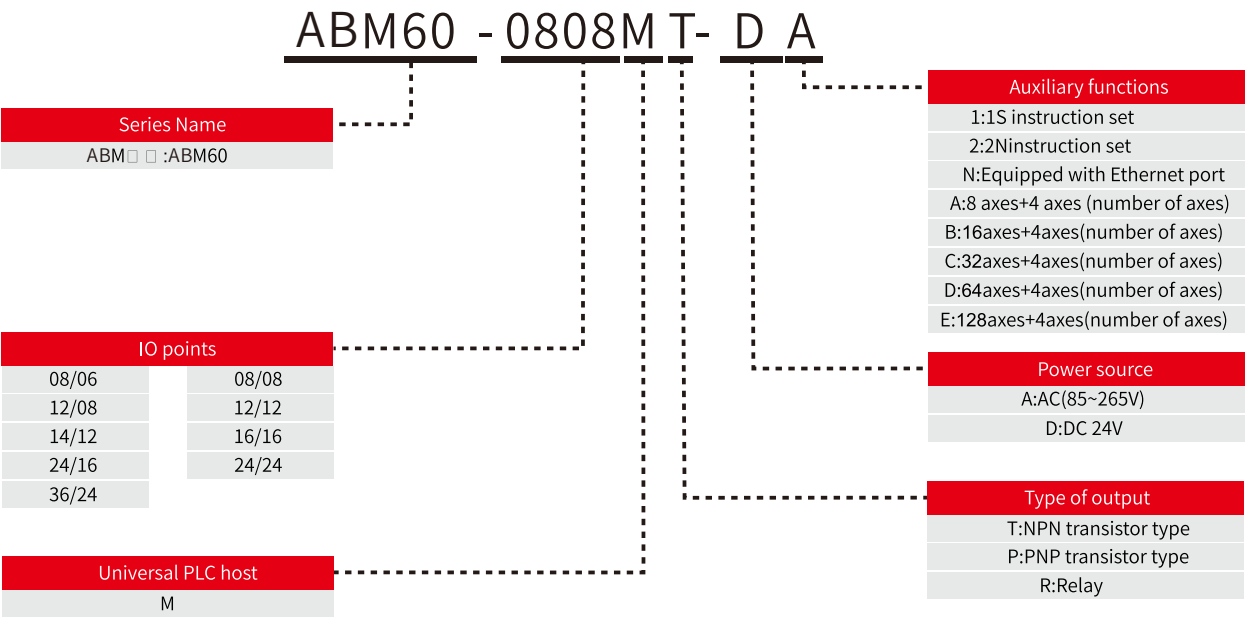 ABM60 - 0808M T- D A
Series Name
ABM□ □ :ABM60
IO points
08/06 08/08
12/08 12/12
14/12 16/16
24/16 24/24
36/24
Universal PLC host
M
Auxiliary functions
1:1S instruction set
2:2Ninstruction set
N:Equipped with Ethernet port
A:8 axes+4 axes (number of axes)
B:16axes+4axes(number of axes)
C:32axes+4axes(number of axes)
D:64axes+4axes(number of axes)
E:128axes+4axes(number of axes)
Power source
A:AC(85~265V)
D:DC 24V
Type of output
T:NPN transistor type
P:PNP transistor type
R:Relay